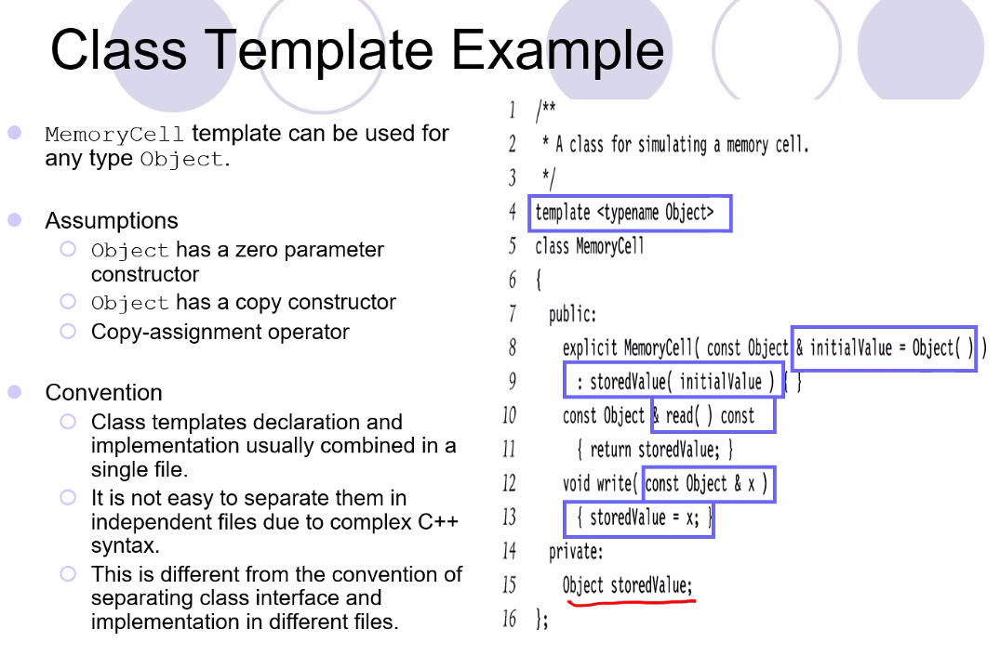 Class Template Example
MemoryCell template can be used for
any type Object.
Assumptions
Object has a zero parameter
constructor
Object has a copy constructor
Copy-assignment operator
Convention
Class templates declaration and
implementation usually combined in a
single file.
It is not easy to separate them in
independent files due to complex C++
syntax.
This is different from the convention of
separating class interface and
implementation in different files.
1 /**
2 * A class for simulating a memory cell.
3 */
4 template <typename Object>
5 class MemoryCell
6 {
7 public:
8 explicit MemoryCell( const Object & initialValue = Object( ) )
9 : storedValue( initialValue ) { }
10 const Object & read( ) const
11 { return storedValue; }
12 void write( const Object & x )
13 { storedValue = x; }
14 private:
15 Object storedValue;
16 };